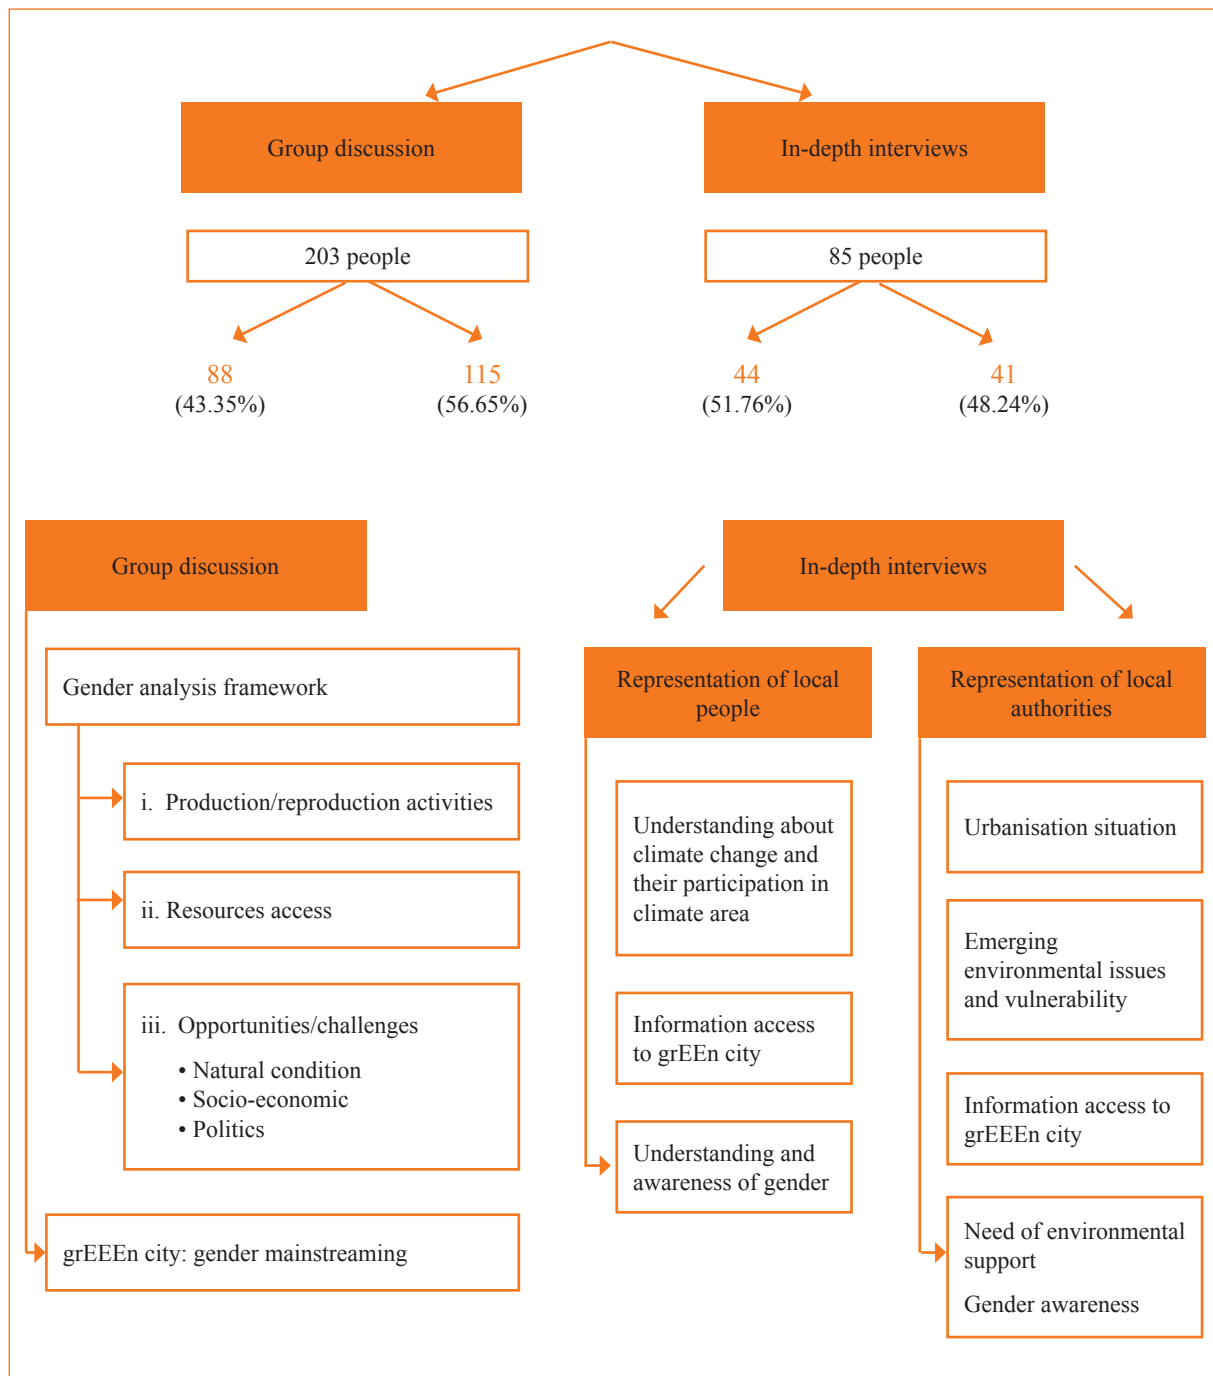 Group discussion
In-depth interviews
203 people
85 people
88
(43.35%)
115
(56.65%)
44
(51.76%)
41
(48.24%)
Group discussion
Gender analysis framework
i. Production/reproduction activities
ii. Resources access
iii. Opportunities/challenges
• Natural condition
• Socio-economic
• Politics
grEEEn city: gender mainstreaming
In-depth interviews
Representation of local
people
Understanding about
climate change and
their participation in
climate area
Information access
to grEEn city
Understanding and
awareness of gender
Representation of local
authorities
Urbanisation situation
Emerging
environmental issues
and vulnerability
Information access to
grEEEn city
Need of environmental
support
Gender awareness